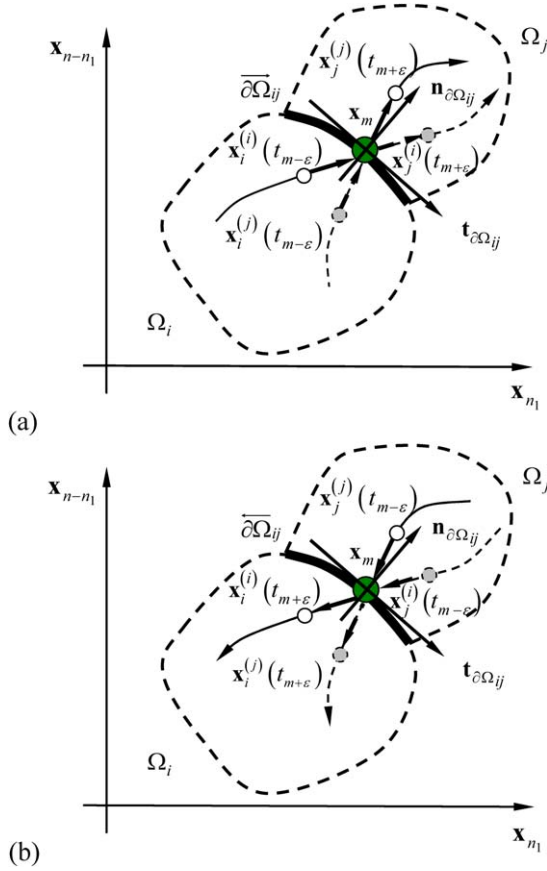 x_{n-n_1}
Ω_j
x_j^{(j)}(t_{m+ε})
n_{∂Ω_{ij}}
\overrightarrow{∂Ω}_{ij}
x_m
x_i^{(i)}(t_{m-ε})
x_j^{(i)}(t_{m+ε})
x_i^{(j)}(t_{m-ε})
t_{∂Ω_{ij}}
Ω_i
x_{n_1}
(a)
x_{n-n_1}
Ω_j
x_j^{(j)}(t_{m-ε})
n_{∂Ω_{ij}}
\overleftarrow{∂Ω}_{ij}
x_m
x_i^{(i)}(t_{m+ε})
x_j^{(i)}(t_{m-ε})
x_i^{(j)}(t_{m+ε})
t_{∂Ω_{ij}}
Ω_i
x_{n_1}
(b)